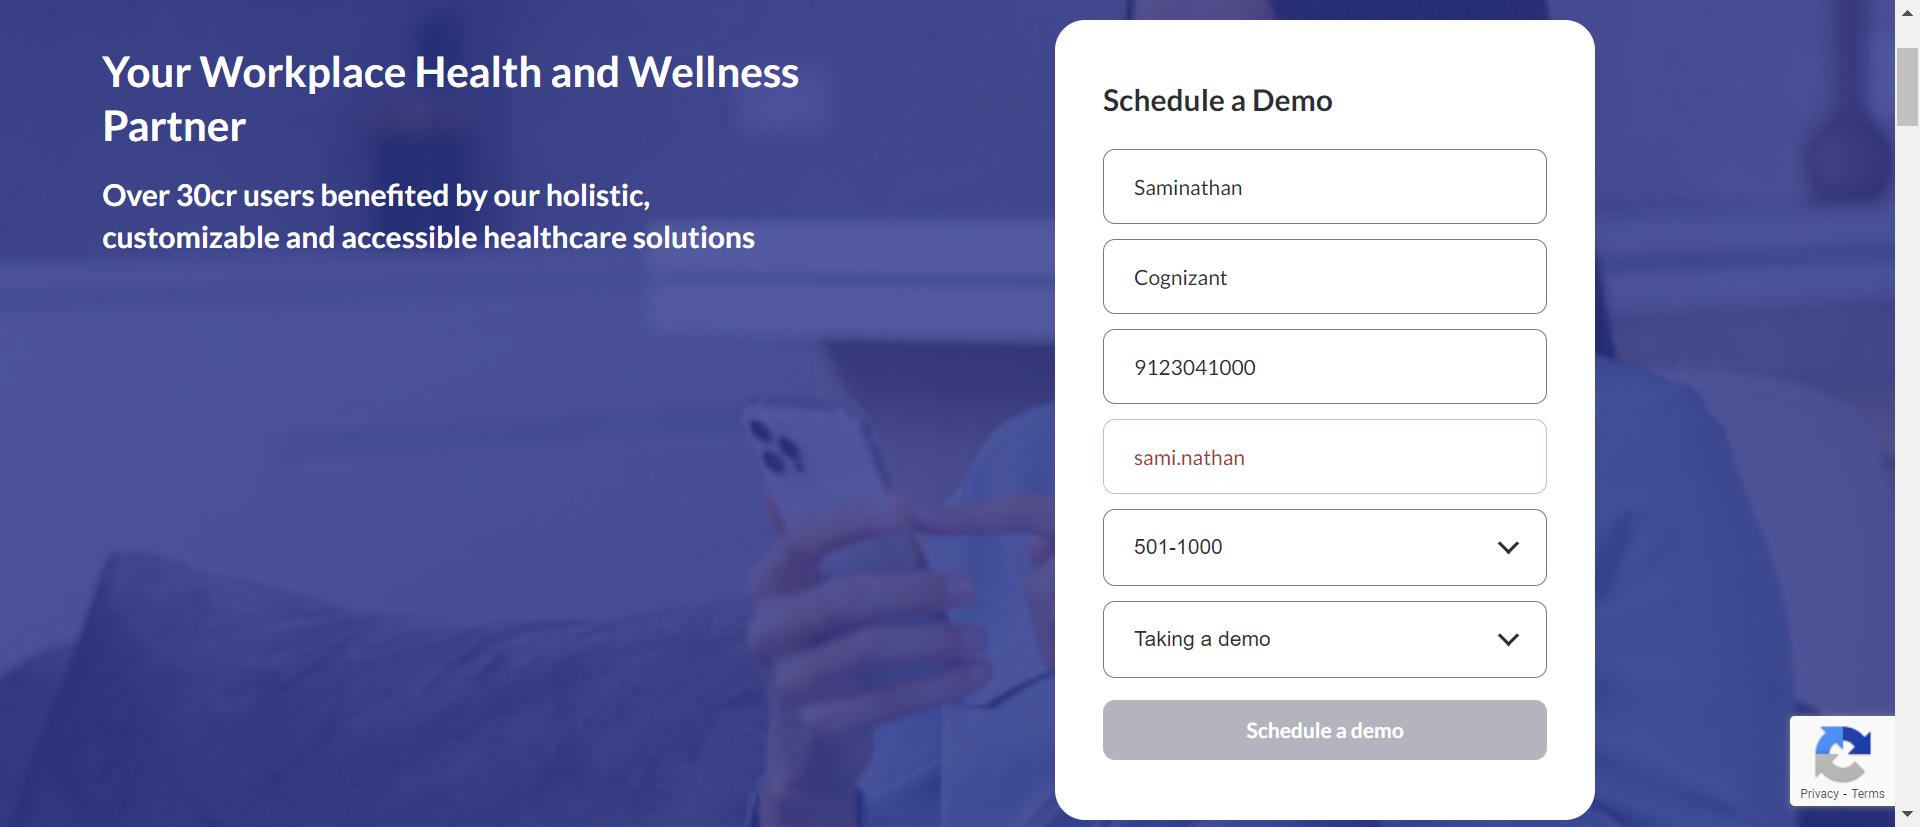 Your Workplace Health and Wellness
Partner
Over 30cr users benefited by our holistic,
customizable and accessible healthcare solutions
Schedule a Demo
Saminathan
Cognizant
9123041000
sami.nathan
501-1000
Taking a demo
Schedule a demo
Privacy - Terms